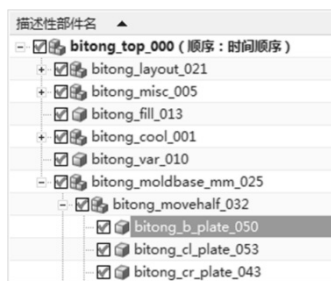 描述性部件名 ▲
bitong_top_000 (顺序：时间顺序)
bitong_layout_021
bitong_misc_005
bitong_fill_013
bitong_cool_001
bitong_var_010
bitong_moldbase_mm_025
bitong_movehalf_032
bitong_b_plate_050
bitong_cl_plate_053
bitong_cr_plate_043